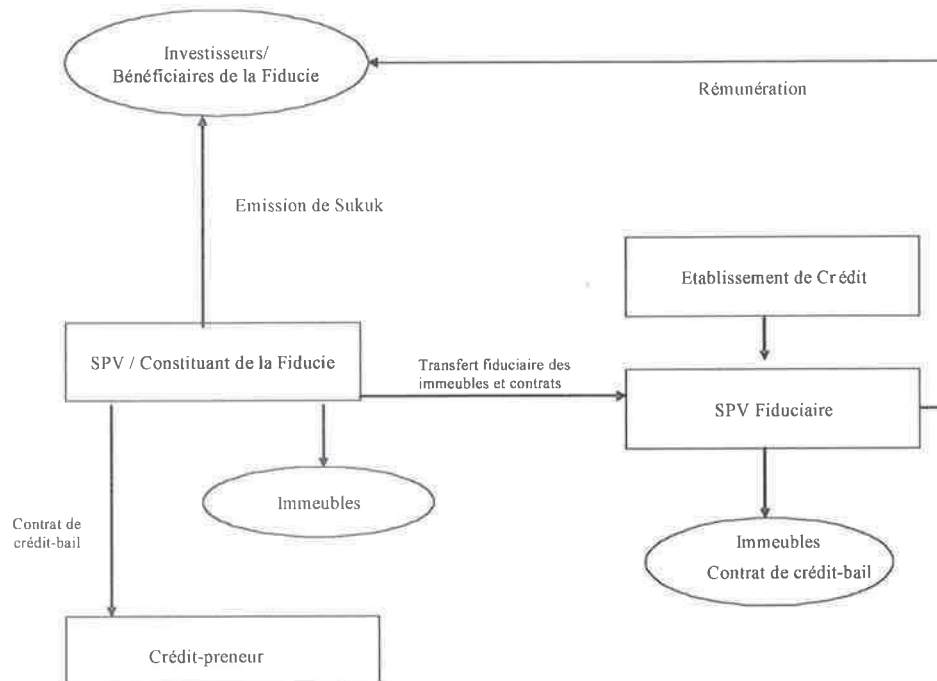 Investisseurs/
Bénéficiaires de la Fiducie
Rémunération
Emission de Sukuk
Etablissement de Crédit
SPV / Constituant de la Fiducie
Transfert fiduciaire des
immeubles et contrats
SPV Fiduciaire
Immeubles
Contrat de
crédit-bail
Immeubles
Contrat de crédit-bail
Crédit-preneur